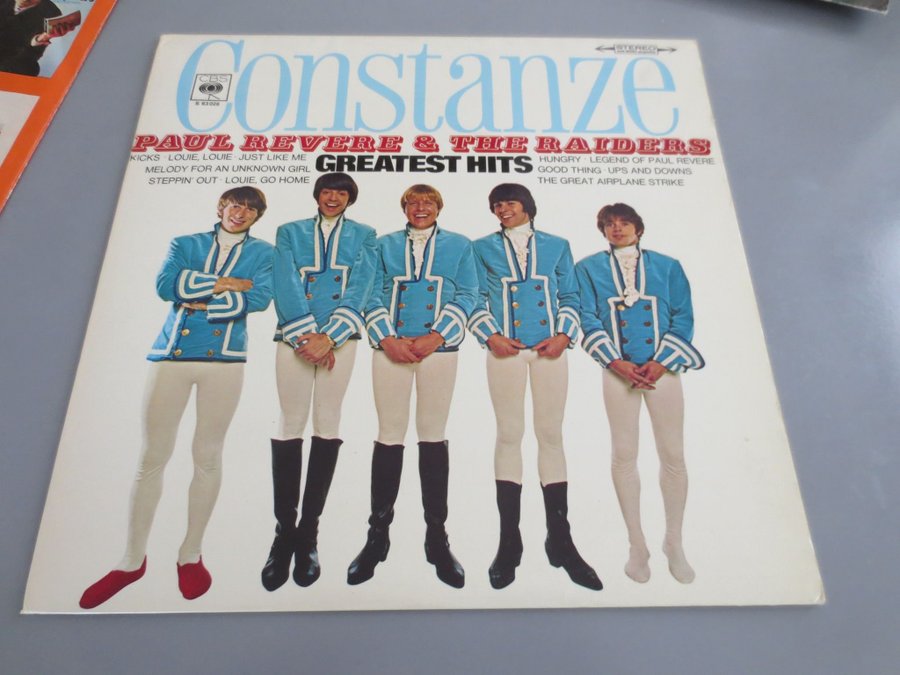 Constanze
STEREO
CBS
S 63 026
PAUL REVERE & THE RAIDERS
GREATEST HITS
KICKS · LOUIE, LOUIE · JUST LIKE ME
MELODY FOR AN UNKNOWN GIRL
STEPPIN' OUT · LOUIE, GO HOME
HUNGRY · LEGEND OF PAUL REVERE
GOOD THING · UPS AND DOWNS
THE GREAT AIRPLANE STRIKE